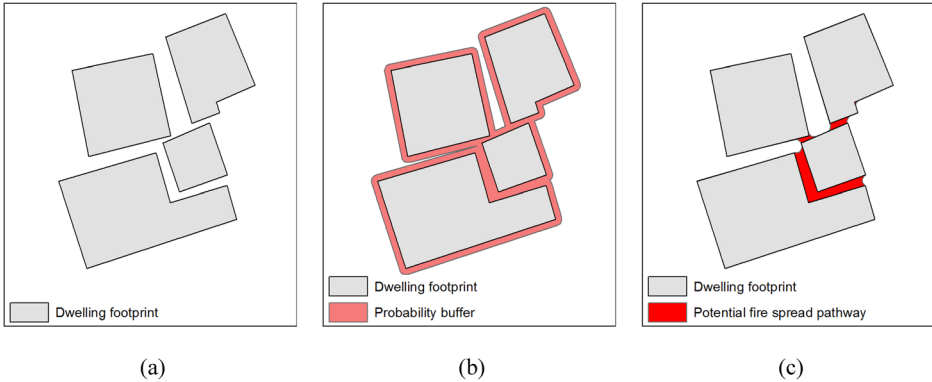 Dwelling footprint
Dwelling footprint
Probability buffer
Dwelling footprint
Potential fire spread pathway
(a)
(b)
(c)